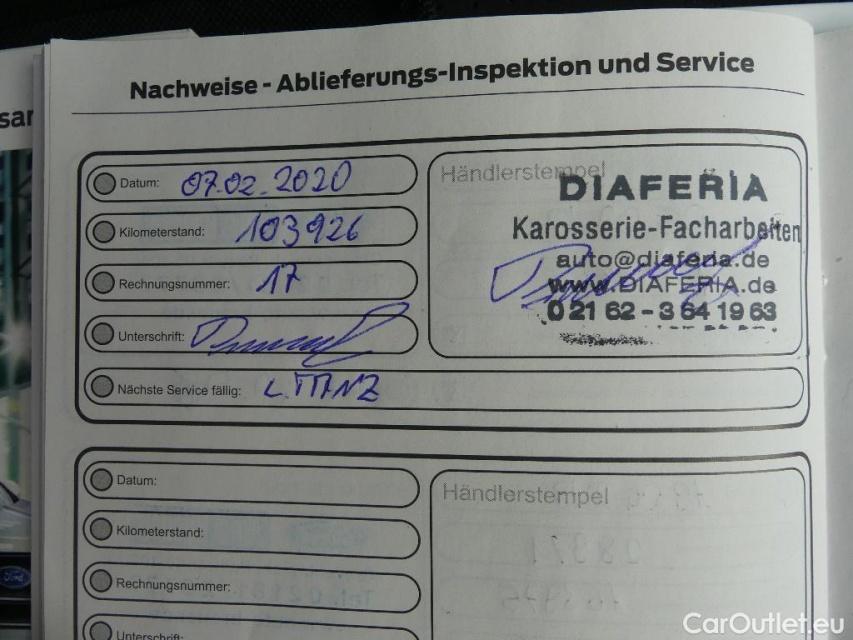 Nachweise - Ablieferungs-Inspektion und Service
Datum: 07.02.2020
Kilometerstand: 103926
Rechnungsnummer: 17
Unterschrift:
Nächste Service fällig:
Händlerstempel
DIAFERIA
Karosserie-Facharbeiten
auto@diaferia.de
www.DIAFERIA.de
0 21 62 - 3 64 19 63
Datum:
Kilometerstand:
Rechnungsnummer:
Unterschrift:
Händlerstempel
Ford
CarOutlet.eu